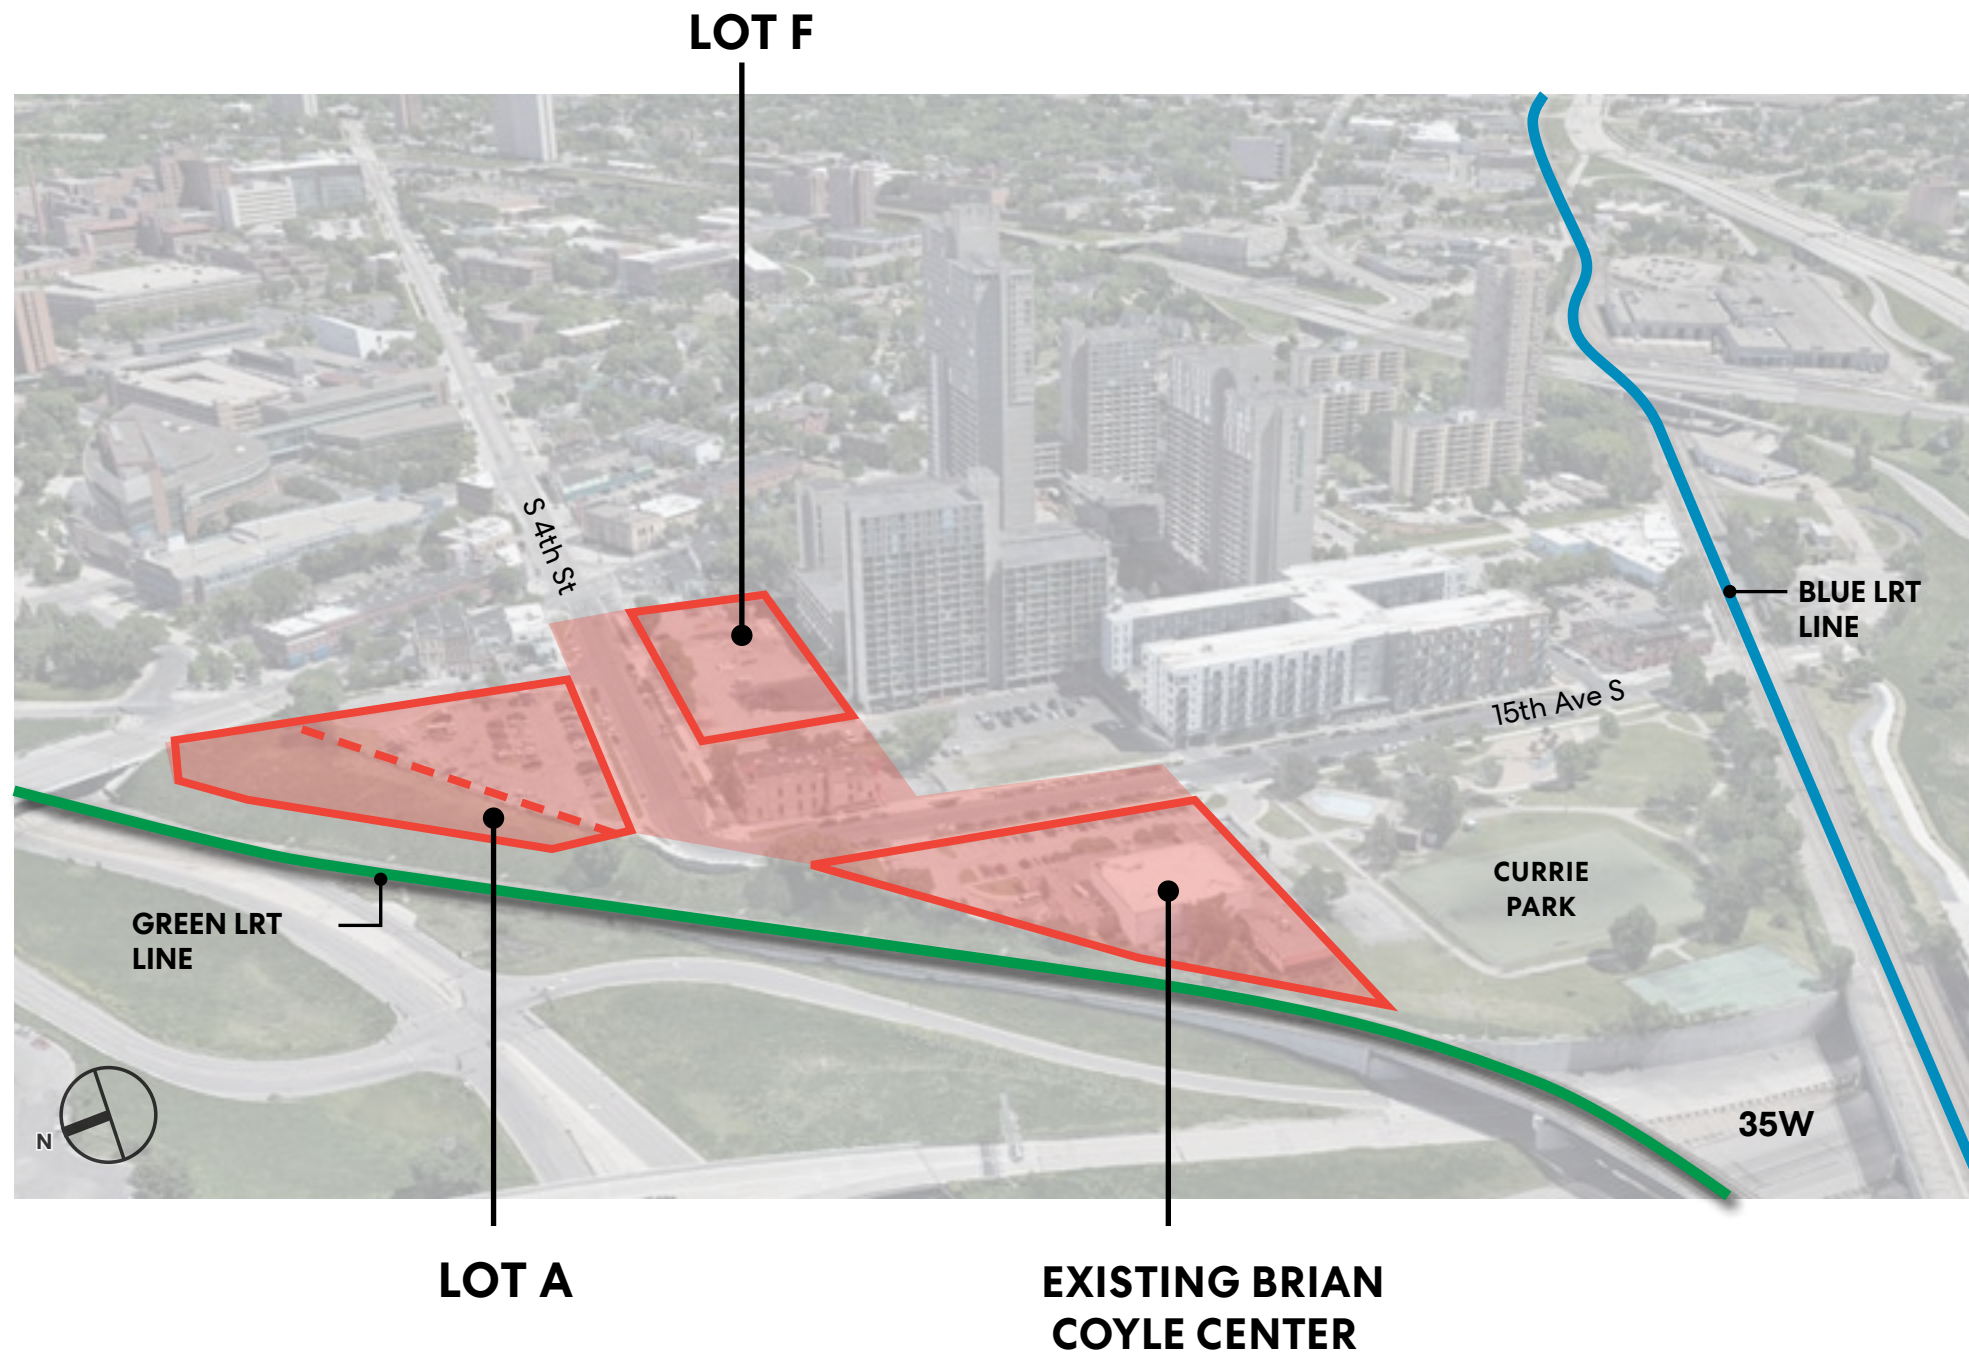 LOT F
S 4th St
BLUE LRT
LINE
15th Ave S
CURRIE
PARK
GREEN LRT
LINE
35W
N
LOT A
EXISTING BRIAN
COYLE CENTER